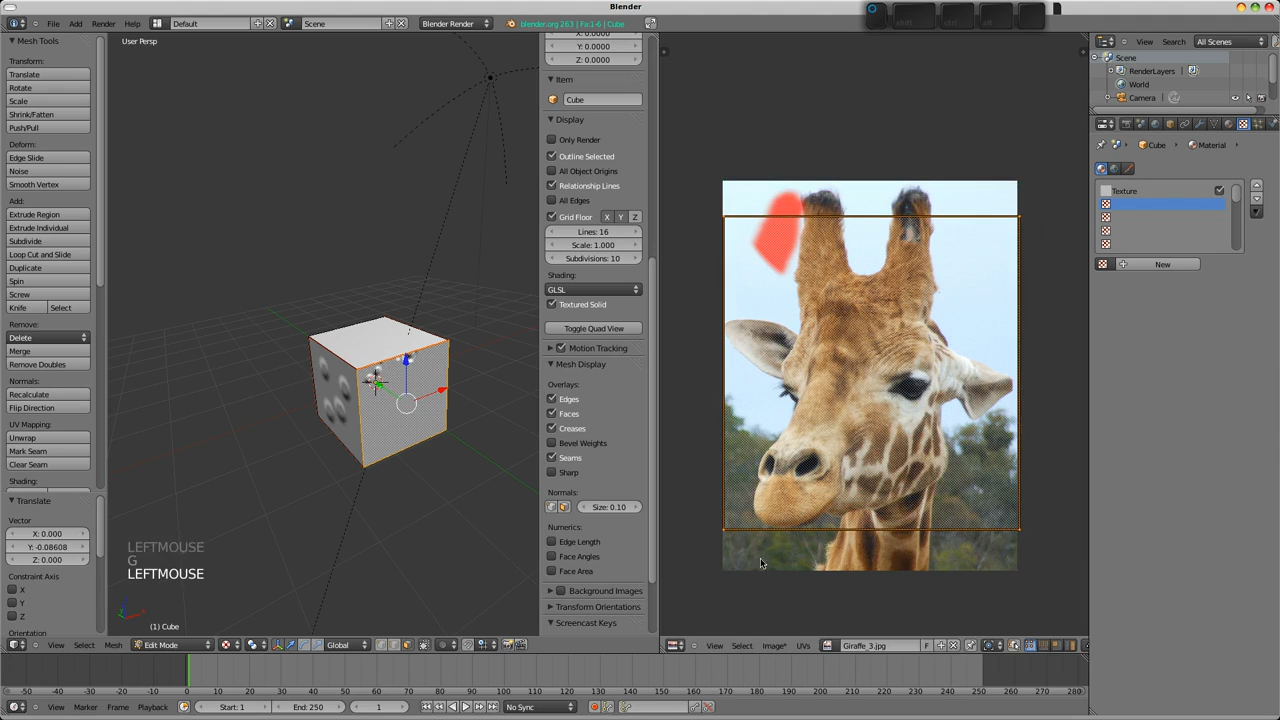 Blender
File Add Render Help Default Scene Blender Render blender.org 263 | Fa:1-6 | Cube
shift ctrl alt
Mesh Tools
Transform:
Translate
Rotate
Scale
Shrink/Fatten
Push/Pull
Deform:
Edge Slide
Noise
Smooth Vertex
Add:
Extrude Region
Extrude Individual
Subdivide
Loop Cut and Slide
Duplicate
Spin
Screw
Knife Select
Remove:
Delete
Merge
Remove Doubles
Normals:
Recalculate
Flip Direction
UV Mapping:
Unwrap
Mark Seam
Clear Seam
Shading:
Translate
Vector
X: 0.000
Y: -0.08608
Z: 0.000
Constraint Axis
X
Y
Z
Orientation
User Persp
LEFTMOUSE
G
LEFTMOUSE
(1) Cube
X: 0.0000
Y: 0.0000
Z: 0.0000
Item
Cube
Display
Only Render
Outline Selected
All Object Origins
Relationship Lines
All Edges
Grid Floor X Y Z
Lines: 16
Scale: 1.000
Subdivisions: 10
Shading:
GLSL
Textured Solid
Toggle Quad View
Motion Tracking
Mesh Display
Overlays:
Edges
Faces
Creases
Bevel Weights
Seams
Sharp
Normals:
Size: 0.10
Numerics:
Edge Length
Face Angles
Face Area
Background Images
Transform Orientations
Screencast Keys
View Search All Scenes
Scene
RenderLayers
World
Camera
Cube Material
Texture
New
View Select Mesh Edit Mode Global
View Select Image* UVs Giraffe_3.jpg F
-50 -40 -30 -20 -10 0 10 20 30 40 50 60 70 80 90 100 110 120 130 140 150 160 170 180 190 200 210 220 230 240 250 260 270 280
View Marker Frame Playback Start: 1 End: 250 1 No Sync